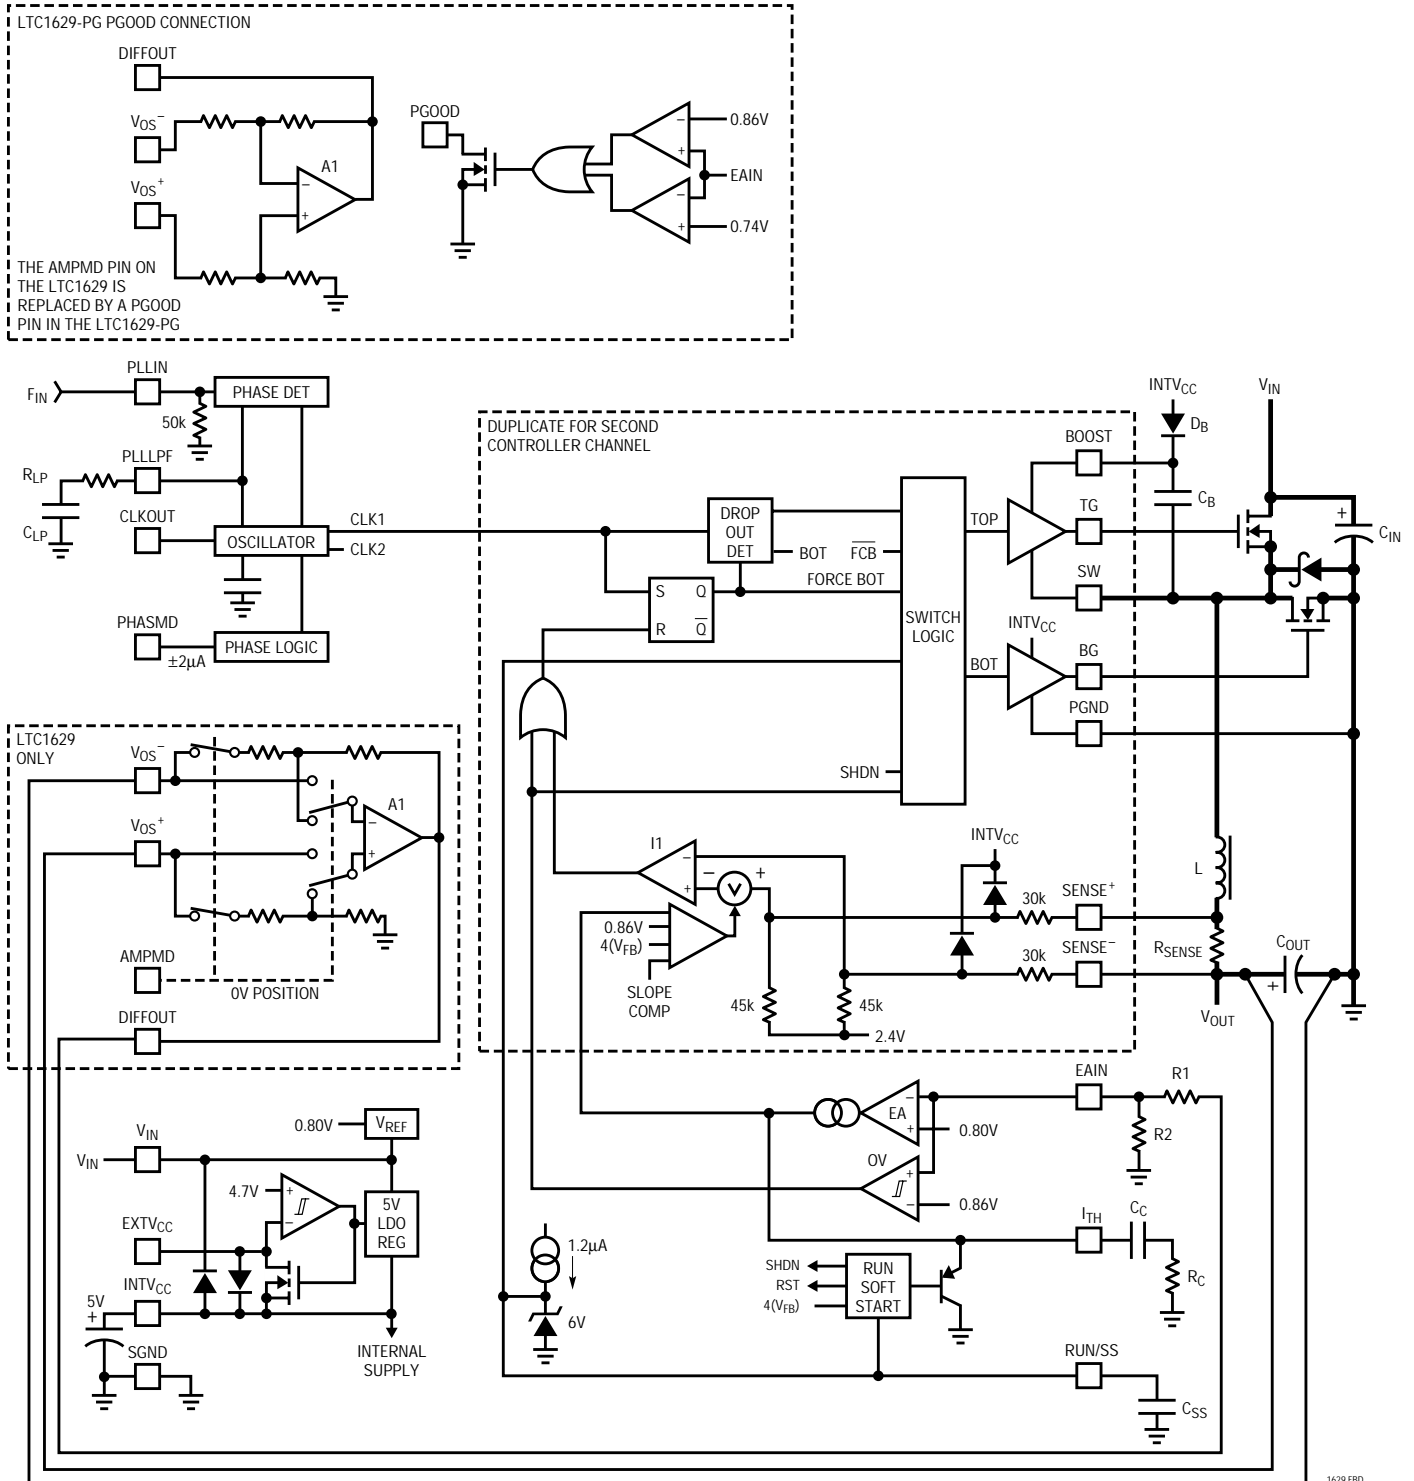 LTC1629-PG PGOOD CONNECTION
DIFFOUT
VOS−
VOS+
A1
−
+
PGOOD
−
0.86V
+
EAIN
−
+
0.74V
THE AMPMD PIN ON
THE LTC1629 IS
REPLACED BY A PGOOD
PIN IN THE LTC1629-PG
PLLIN
FIN
PHASE DET
50k
PLLLPF
RLP
CLP
CLKOUT
OSCILLATOR
CLK1
CLK2
PHASMD
±2µA
PHASE LOGIC
DUPLICATE FOR SECOND
CONTROLLER CHANNEL
DROP
OUT
DET
BOT
F̅C̅B̅
FORCE BOT
S
Q
R
Q̅
SWITCH
LOGIC
SHDN
TOP
BOT
INTVCC
BOOST
TG
SW
BG
PGND
INTVCC
DB
CB
VIN
+
CIN
LTC1629
ONLY
VOS−
VOS+
A1
−
+
AMPMD
0V POSITION
DIFFOUT
I1
−
+
−
+
V
0.86V
4(VFB)
SLOPE
COMP
45k
45k
2.4V
INTVCC
30k
SENSE+
30k
SENSE−
L
RSENSE
COUT
+
VOUT
EAIN
R1
R2
EA
−
+
0.80V
OV
+
−
0.86V
ITH
CC
RC
VIN
VIN
0.80V
VREF
4.7V
+
−
5V
LDO
REG
EXTVCC
INTVCC
5V
+
SGND
INTERNAL
SUPPLY
1.2µA
6V
SHDN
RST
4(VFB)
RUN
SOFT
START
RUN/SS
CSS
1629 FBD